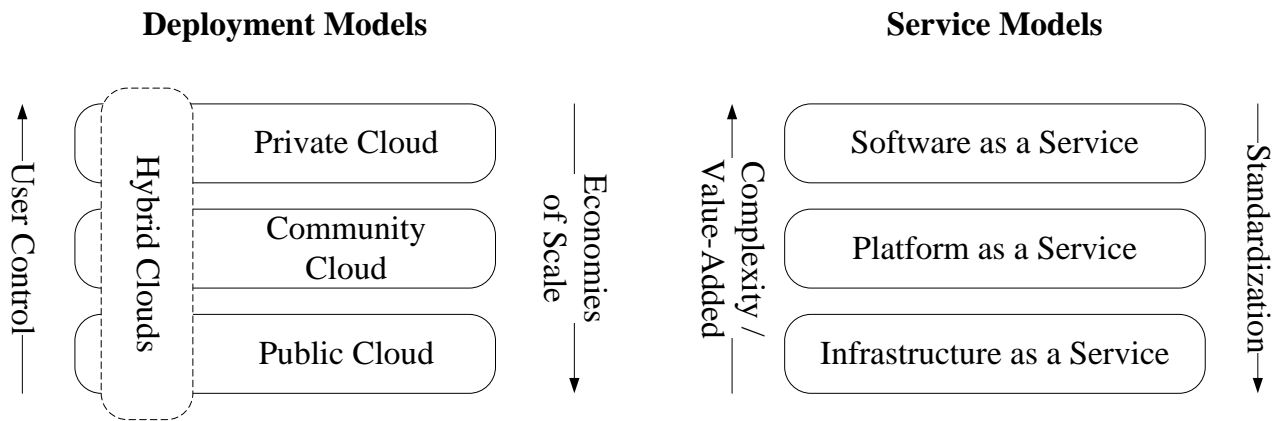 Deployment Models
User Control
Hybrid Clouds
Private Cloud
Community
Cloud
Public Cloud
Economies
of Scale
Service Models
Complexity /
Value-Added
Software as a Service
Platform as a Service
Infrastructure as a Service
Standardization